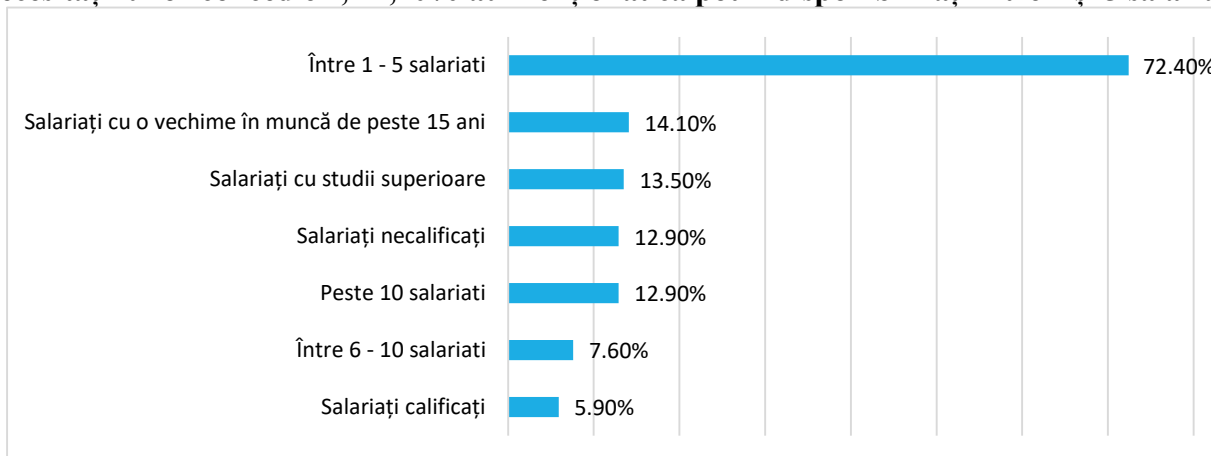 Între 1 - 5 salariati 72.40%
Salariați cu o vechime în muncă de peste 15 ani 14.10%
Salariați cu studii superioare 13.50%
Salariați necalificați 12.90%
Peste 10 salariati 12.90%
Între 6 - 10 salariati 7.60%
Salariați calificați 5.90%